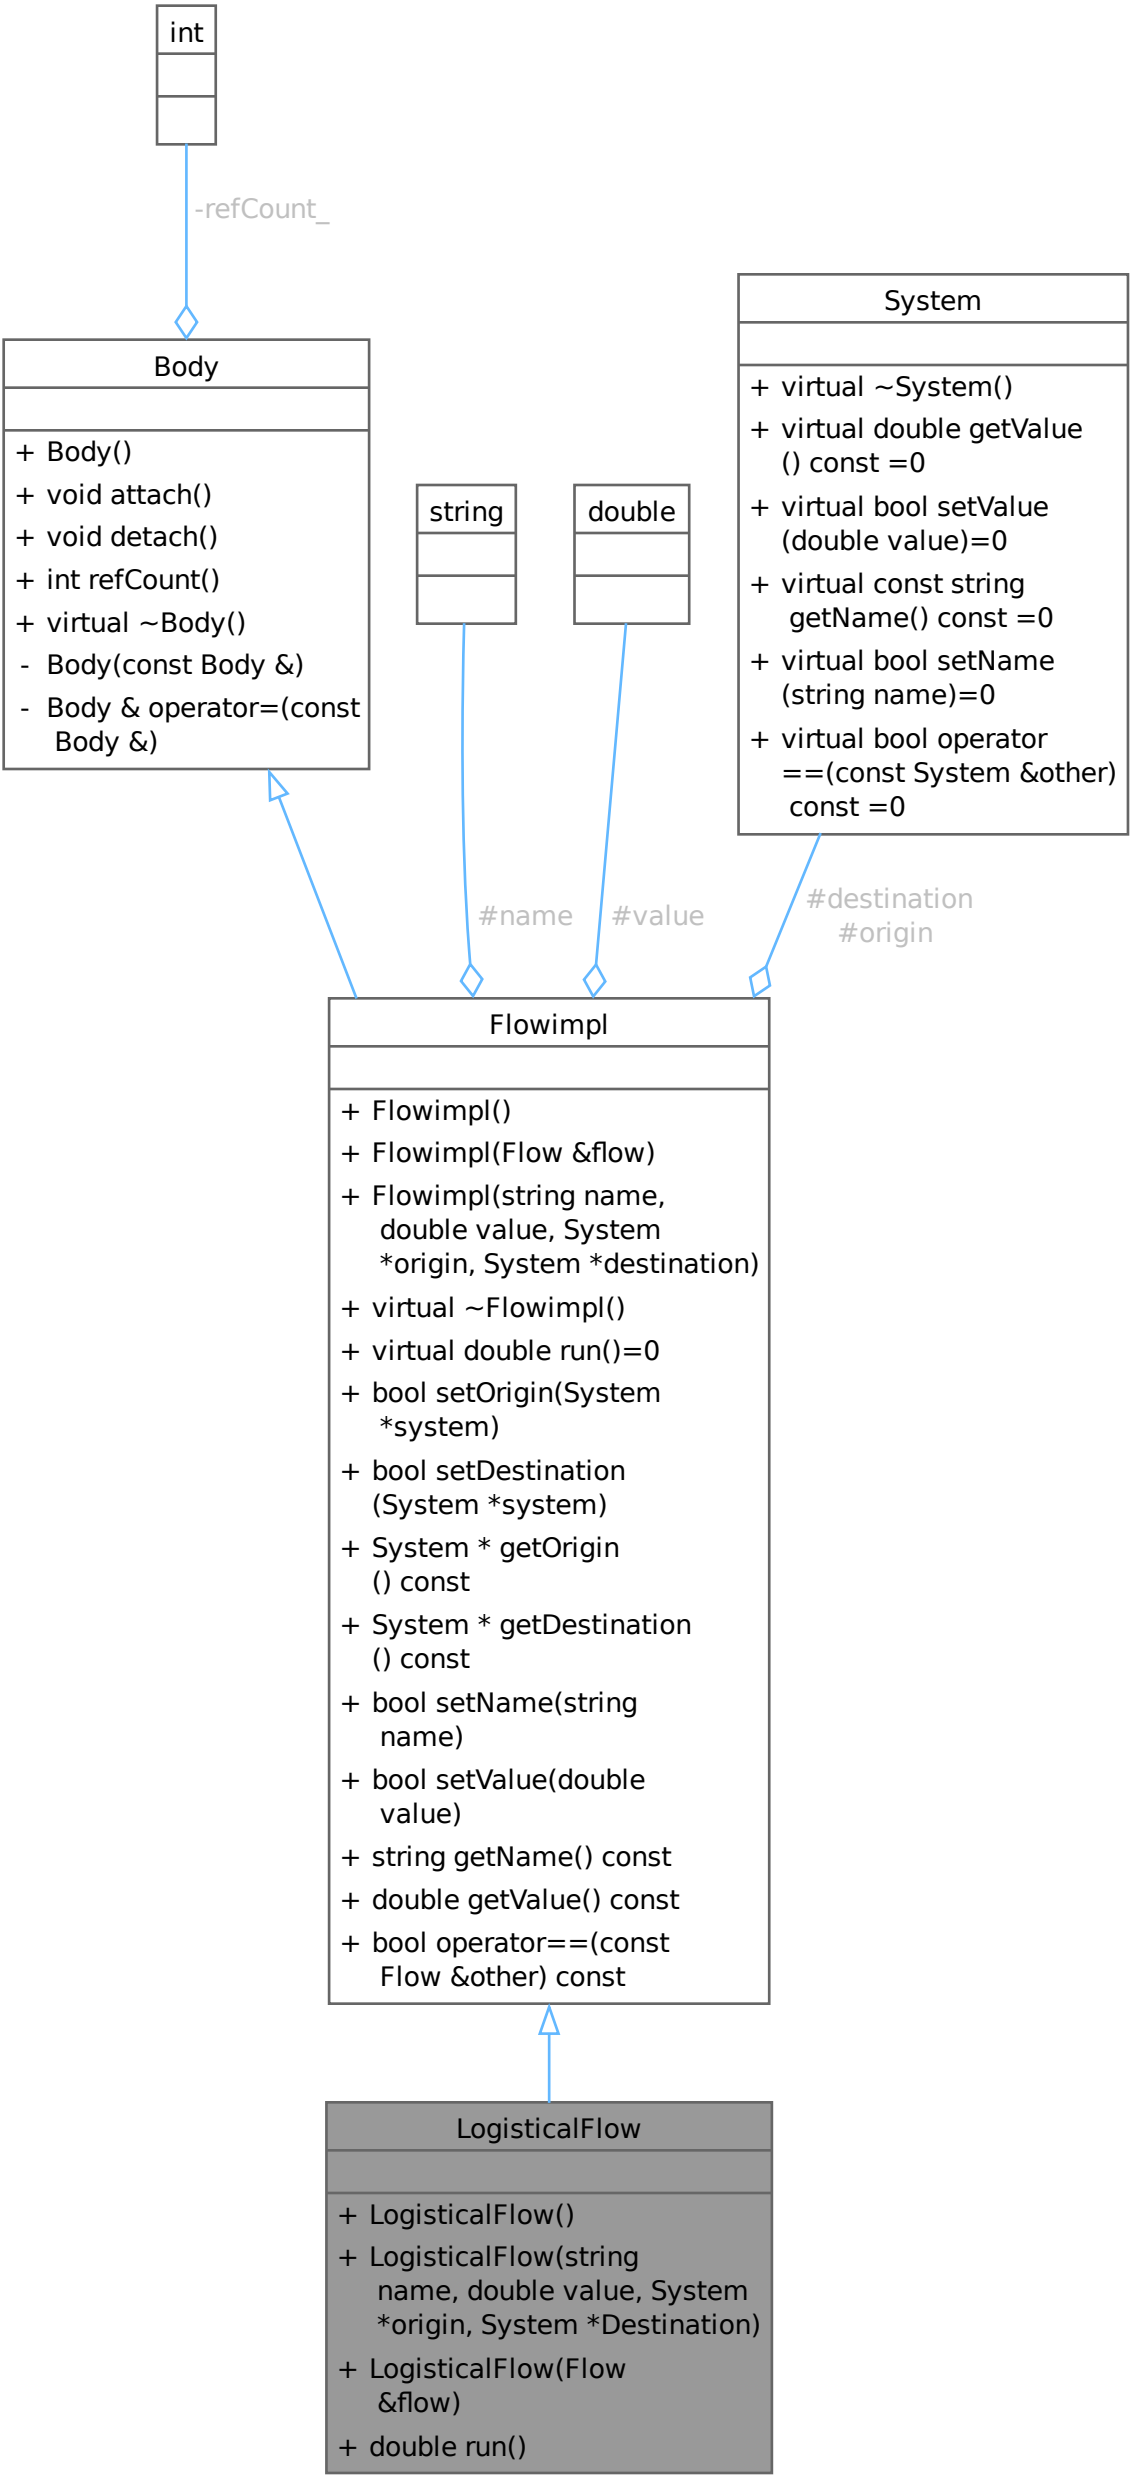 int
-refCount_
Body
+ Body()
+ void attach()
+ void detach()
+ int refCount()
+ virtual ~Body()
- Body(const Body &)
- Body & operator=(const
Body &)
string
double
System
+ virtual ~System()
+ virtual double getValue
() const =0
+ virtual bool setValue
(double value)=0
+ virtual const string
getName() const =0
+ virtual bool setName
(string name)=0
+ virtual bool operator
==(const System &other)
const =0
#name
#value
#destination
#origin
Flowimpl
+ Flowimpl()
+ Flowimpl(Flow &flow)
+ Flowimpl(string name,
double value, System
*origin, System *destination)
+ virtual ~Flowimpl()
+ virtual double run()=0
+ bool setOrigin(System
*system)
+ bool setDestination
(System *system)
+ System * getOrigin
() const
+ System * getDestination
() const
+ bool setName(string
name)
+ bool setValue(double
value)
+ string getName() const
+ double getValue() const
+ bool operator==(const
Flow &other) const
LogisticalFlow
+ LogisticalFlow()
+ LogisticalFlow(string
name, double value, System
*origin, System *Destination)
+ LogisticalFlow(Flow
&flow)
+ double run()